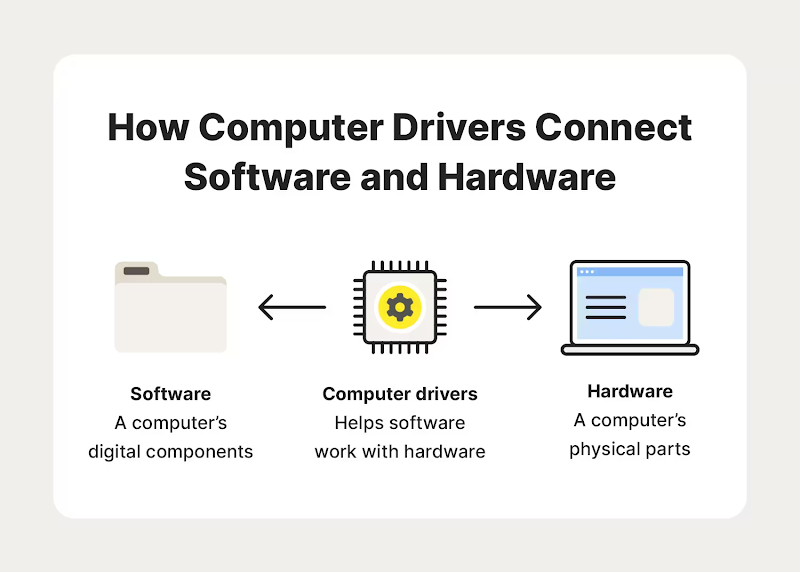 How Computer Drivers Connect
Software and Hardware
Software
A computer’s
digital components
Computer drivers
Helps software
work with hardware
Hardware
A computer’s
physical parts